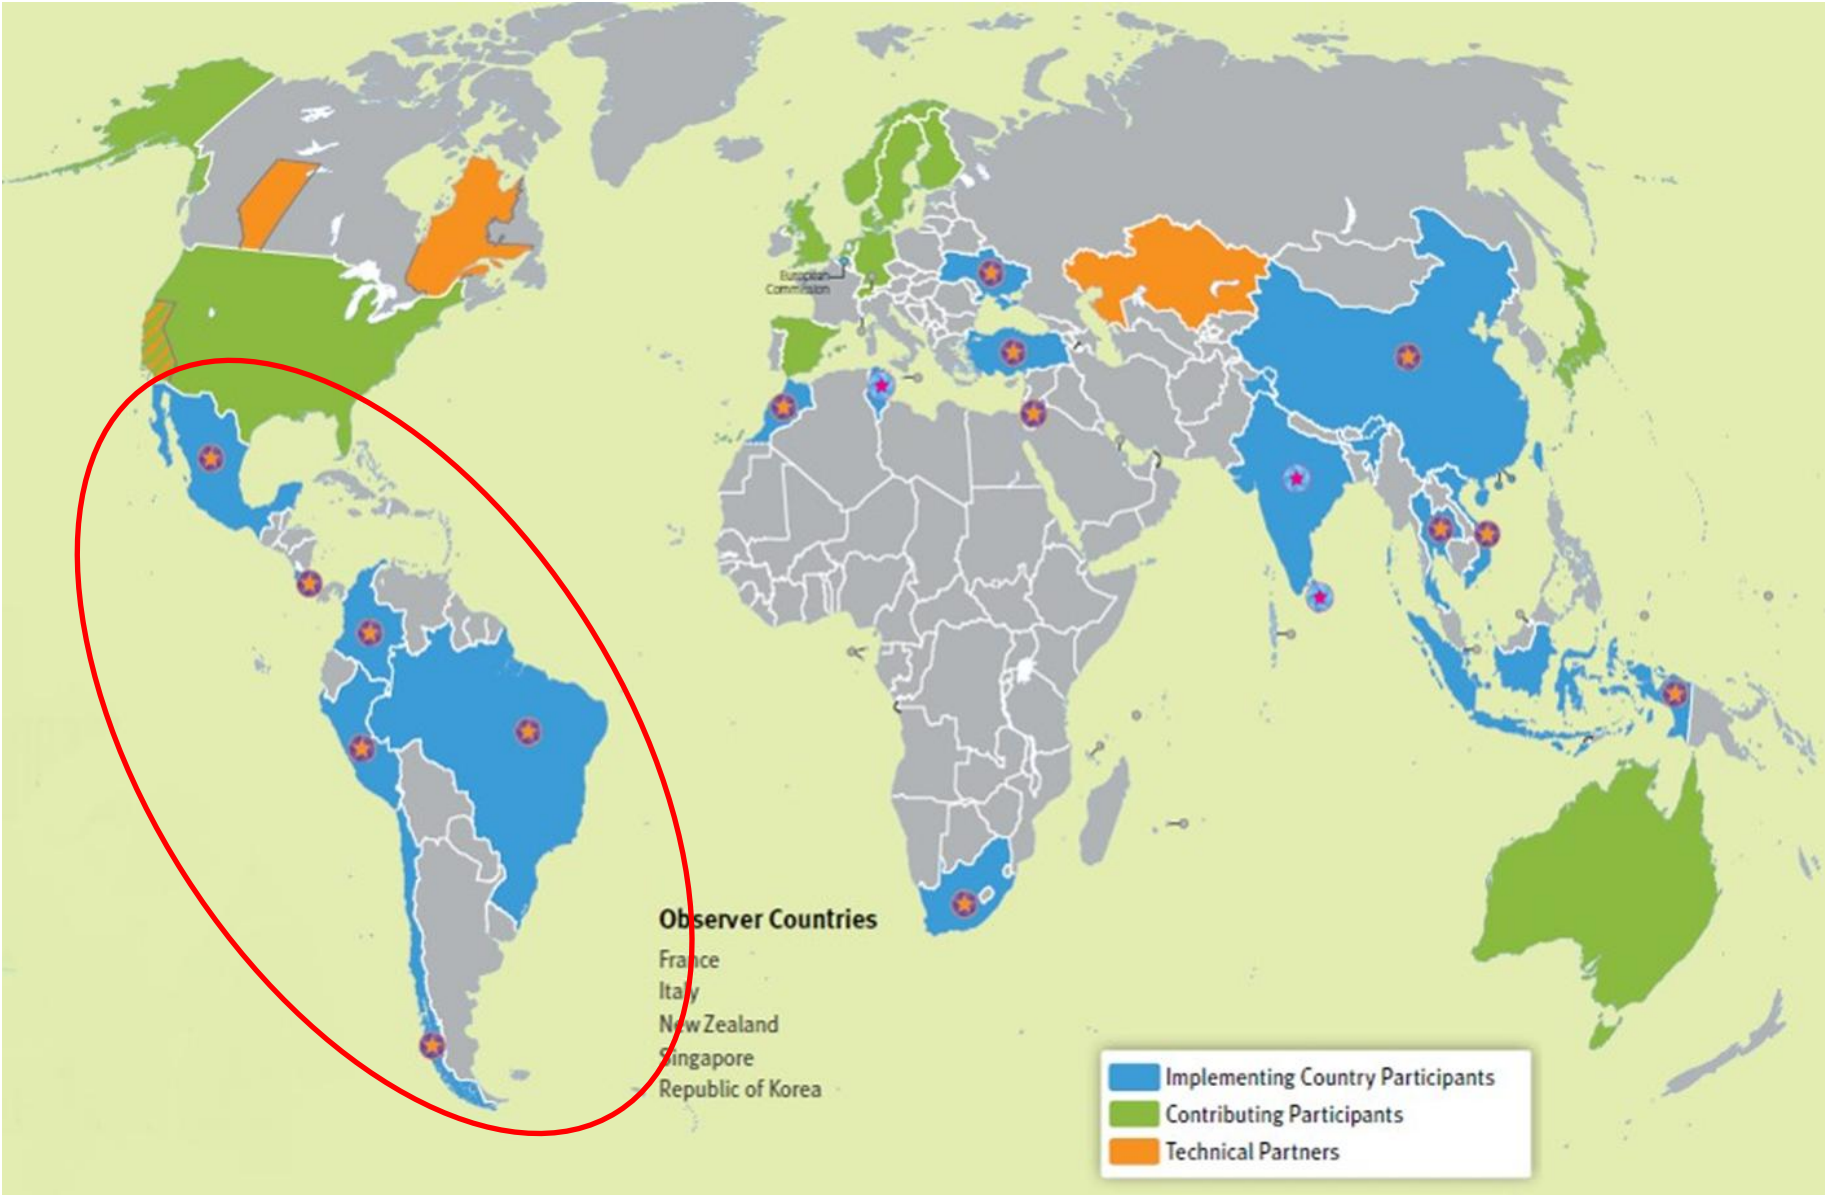 European
Commission
Observer Countries
France
Italy
New Zealand
Singapore
Republic of Korea
Implementing Country Participants
Contributing Participants
Technical Partners